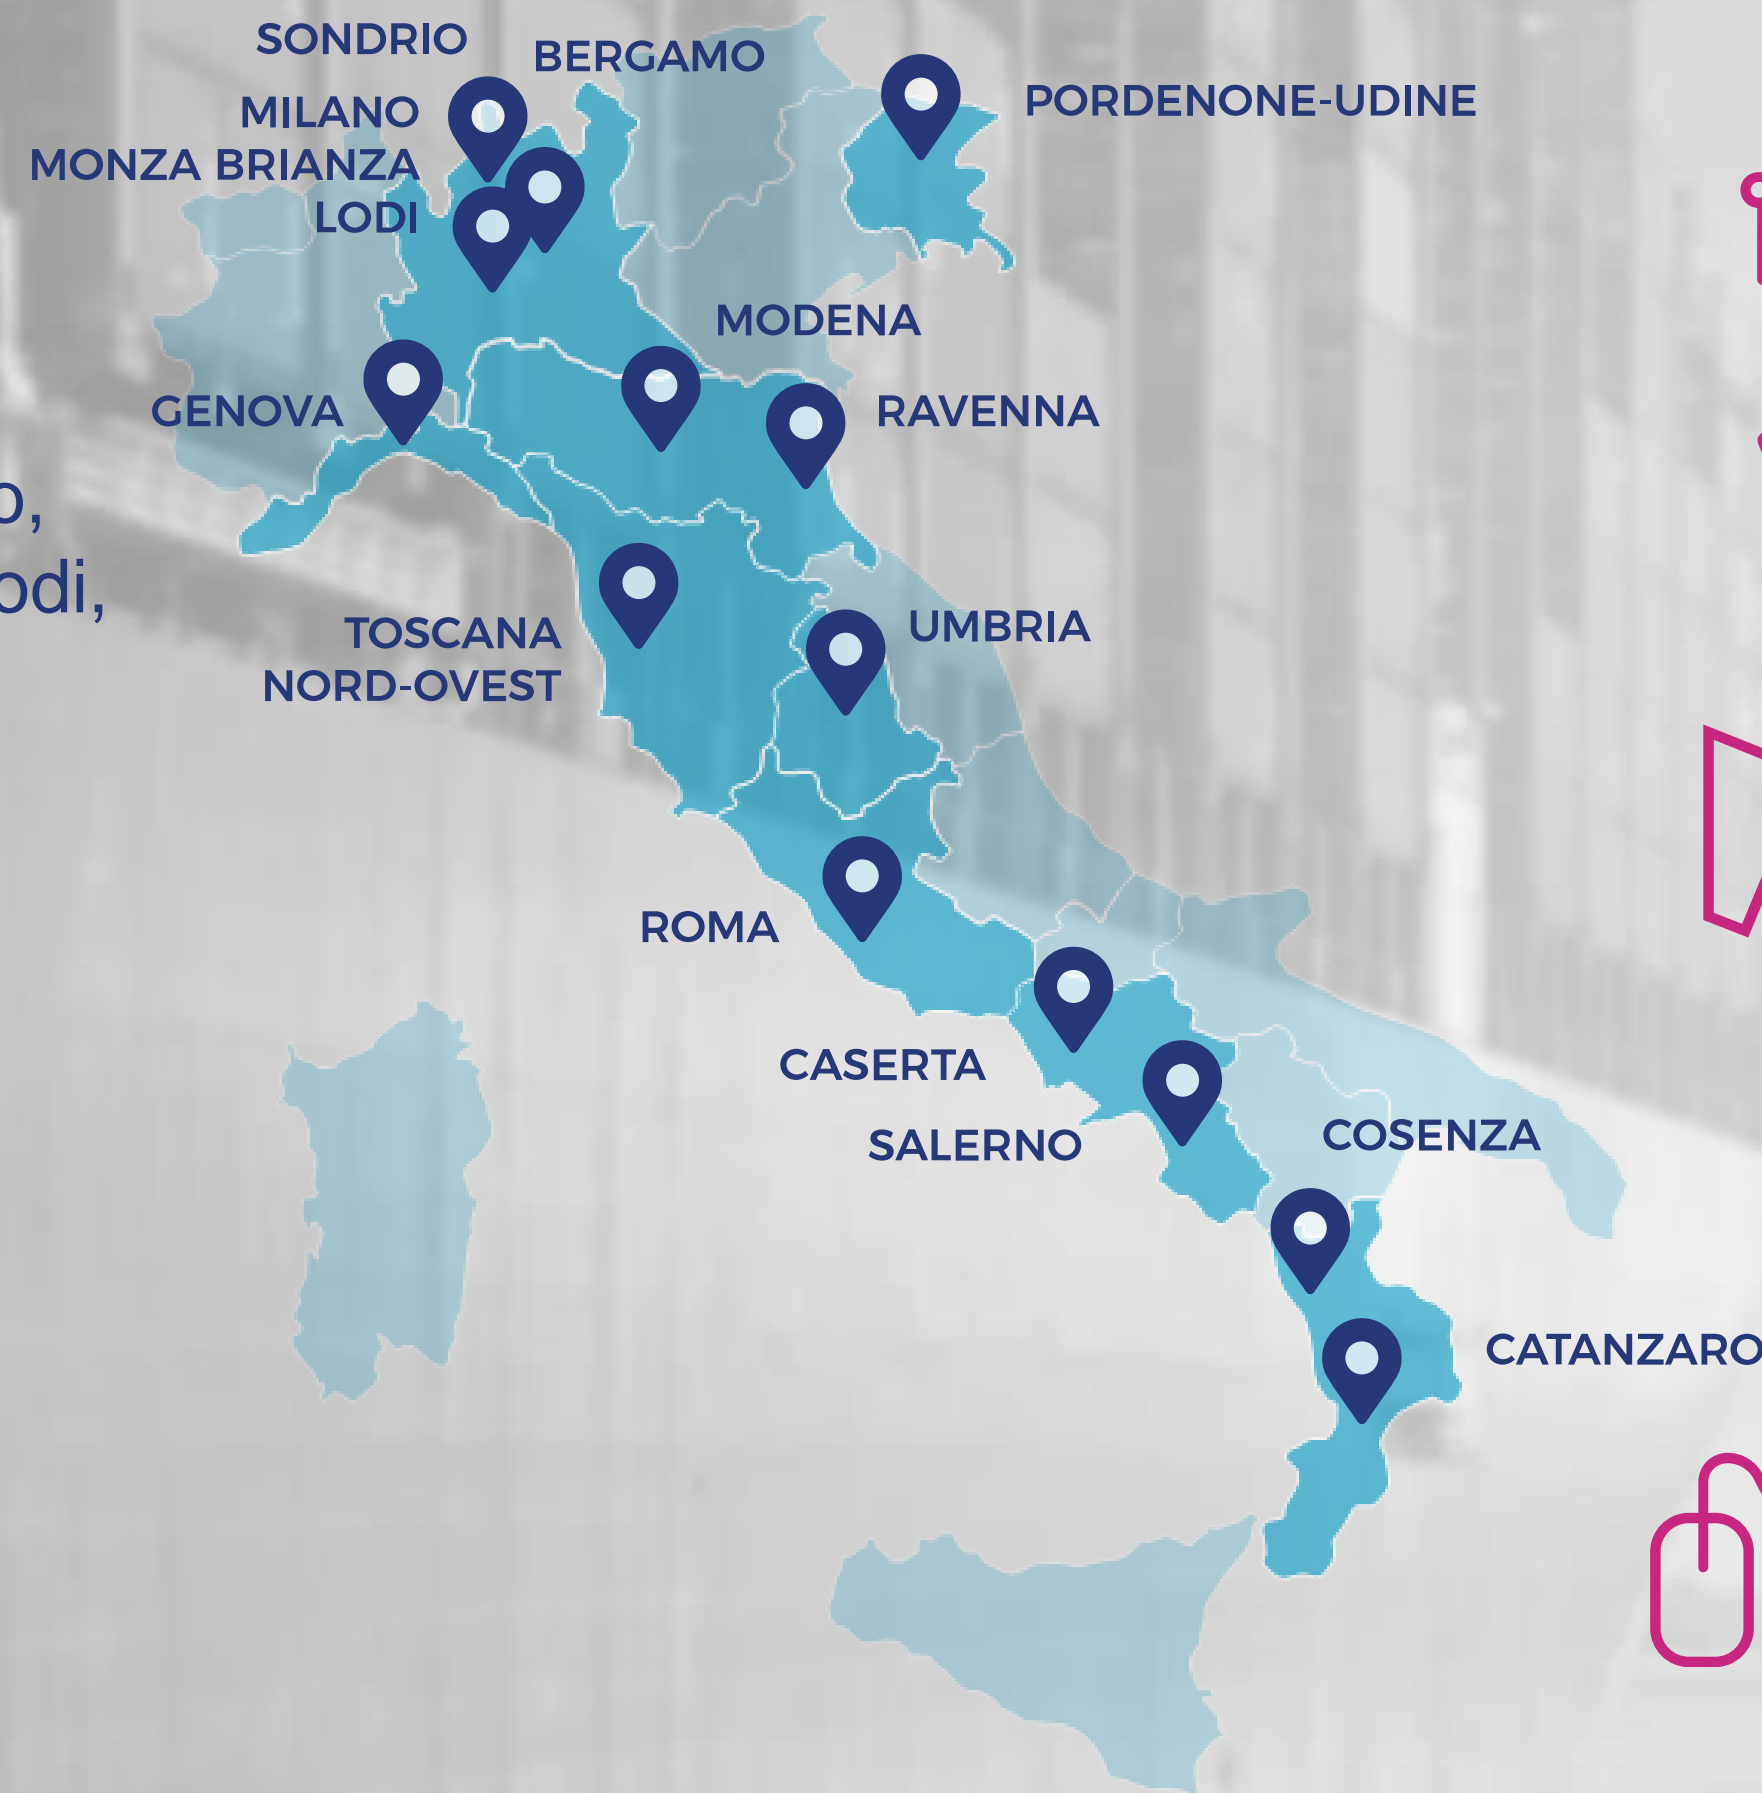 SONDRIO
BERGAMO
MILANO
MONZA BRIANZA
LODI
PORDENONE-UDINE
MODENA
GENOVA
RAVENNA
o,
odi,
TOSCANA
NORD-OVEST
UMBRIA
ROMA
CASERTA
SALERNO
COSENZA
CATANZARO